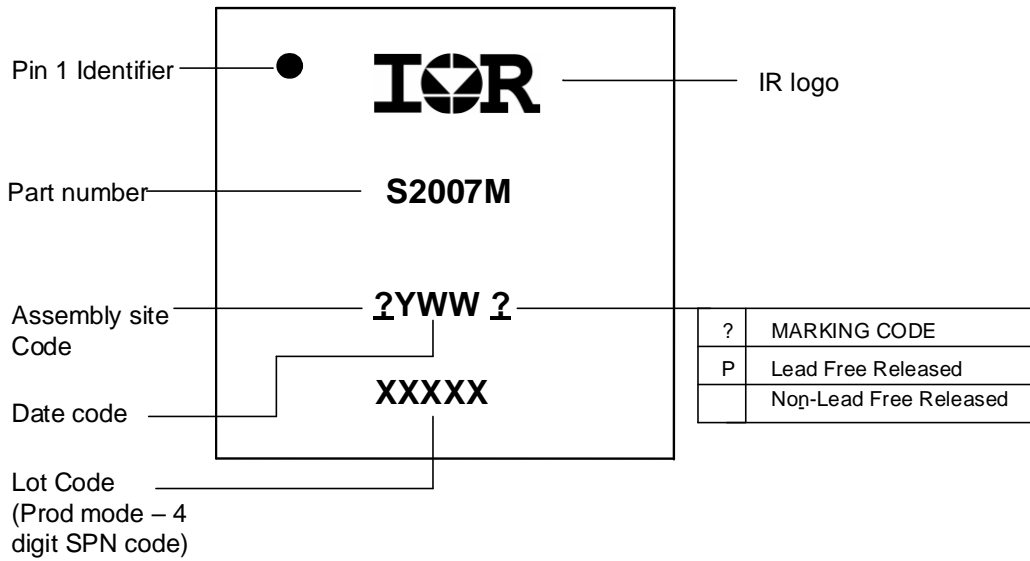 Pin 1 Identifier
IOR
IR logo
Part number
S2007M
Assembly site
Code
?YWW ?
? MARKING CODE
P Lead Free Released
Non-Lead Free Released
Date code
XXXXX
Lot Code
(Prod mode – 4
digit SPN code)